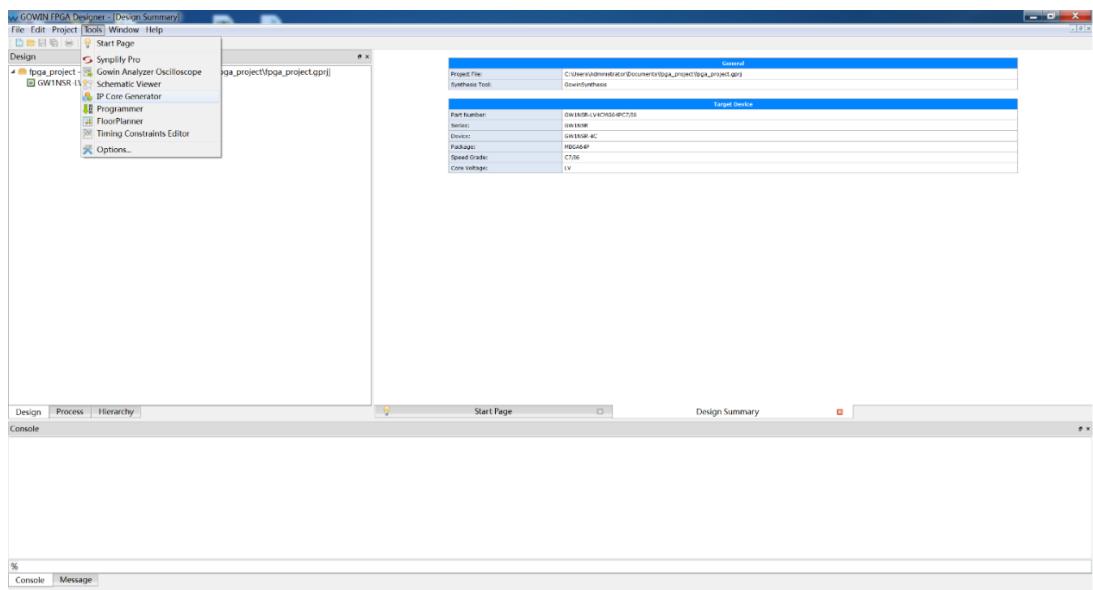 GOWIN FPGA Designer - [Design Summary]
File Edit Project Tools Window Help
Start Page
Synplify Pro
Gowin Analyzer Oscilloscope
Schematic Viewer
IP Core Generator
Programmer
FloorPlanner
Timing Constraints Editor
Options...
Design
fpga_project - pga_project\fpga_project.gprj]
GW1NSR-LV
General
Project File: C:\Users\Administrator\Documents\fpga_project\fpga_project.gprj
Synthesis Tool: GowinSynthesis
Target Device
Part Number: GW1NSR-LV4CMG64PC7/I6
Series: GW1NSR
Device: GW1NSR-4C
Package: MBGA64P
Speed Grade: C7/I6
Core Voltage: LV
Design Process Hierarchy
Start Page Design Summary
Console
%
Console Message